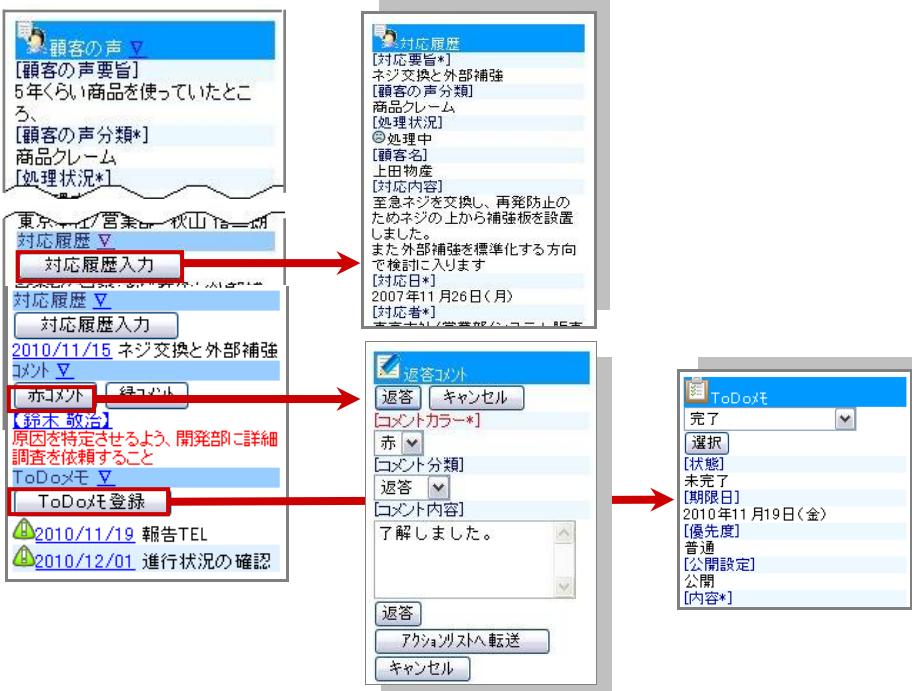 顧客の声 ▽
[顧客の声要旨]
5年くらい商品を使っていたとこ
ろ、
[顧客の声分類*]
商品クレーム
[処理状況*]
対応履歴 ▽
対応履歴入力
対応履歴 ▽
対応履歴入力
2010/11/15 ネジ交換と外部補強
コメント ▽
赤コメント 緑コメント
【鈴木 敬治】
原因を特定させるよう、開発部に詳細
調査を依頼すること
ToDoメモ ▽
ToDoメモ登録
2010/11/19 報告TEL
2010/12/01 進行状況の確認
対応履歴
[対応要旨*]
ネジ交換と外部補強
[顧客の声分類]
商品クレーム
[処理状況]
処理中
[顧客名]
上田物産
[対応内容]
至急ネジを交換し、再発防止の
ためネジの上から補強板を設置
しました。
また外部補強を標準化する方向
で検討に入ります
[対応日*]
2007年11月26日(月)
[対応者*]
返答コメント
返答 キャンセル
[コメントカラー*]
赤
[コメント分類]
返答
[コメント内容]
了解しました。
返答
アクションリストへ転送
キャンセル
ToDoメモ
完了
選択
[状態]
未完了
[期限日]
2010年11月19日(金)
[優先度]
普通
[公開設定]
公開
[内容*]